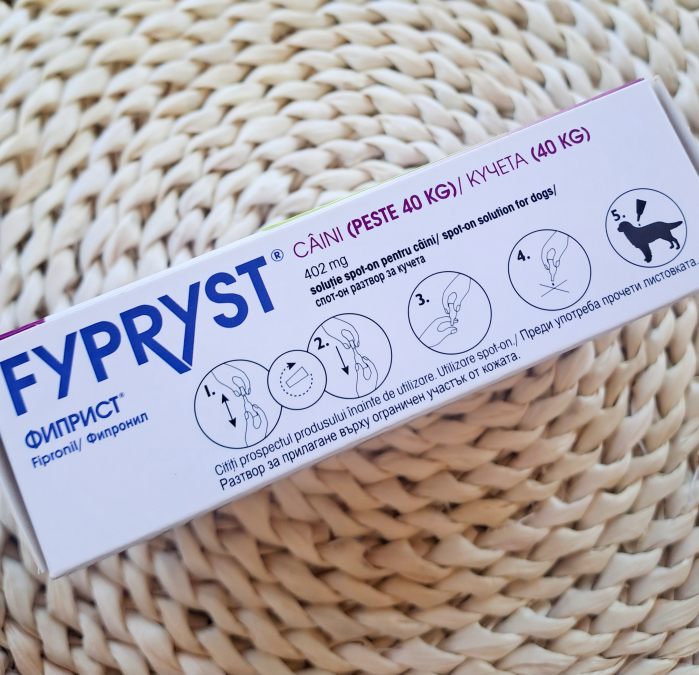 FYPRYST® CÂINI (PESTE 40 KG)/ КУЧЕТА (40 KG)
402 mg
soluție spot-on pentru câini/ spot-on solution for dogs/
спот-он разтвор за кучета
ФИПРИСТ®
Fipronil/ Фипронил
1.
2.
3.
4.
5.
Citiți prospectul produsului înainte de utilizare. Utilizare spot-on./ Преди употреба прочети листовката.
Разтвор за прилагане върху ограничен участък от кожата.